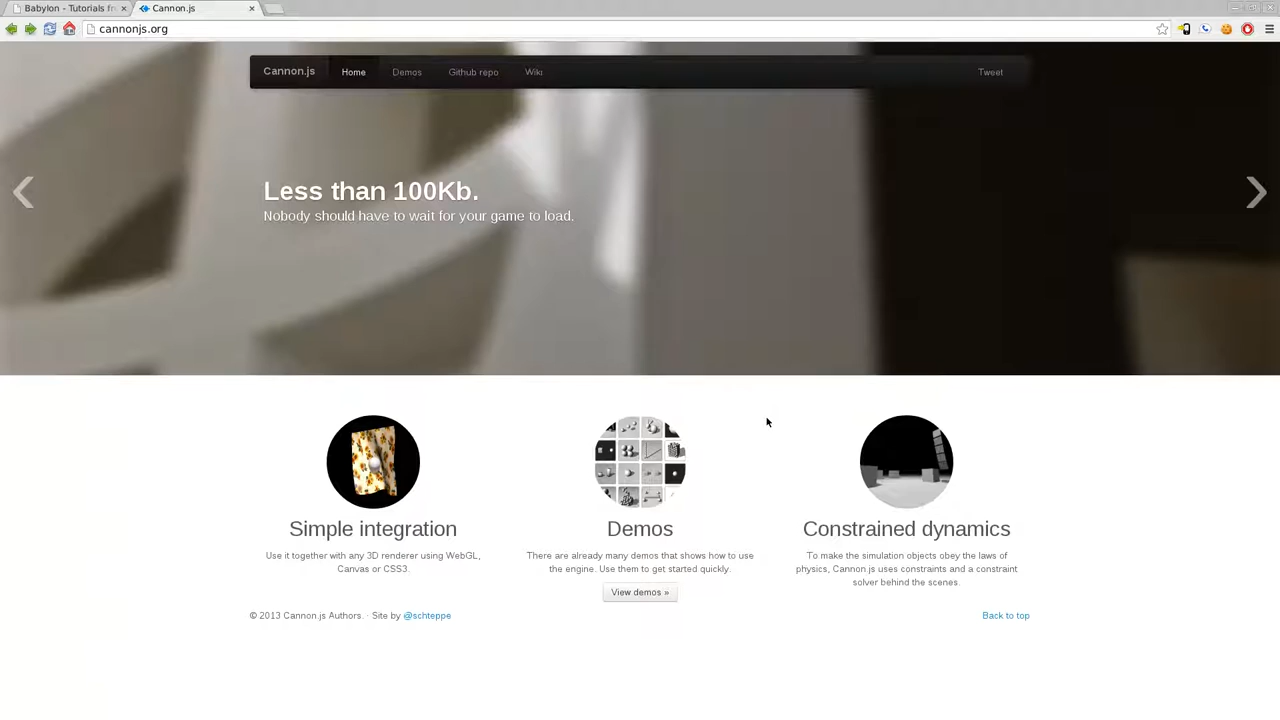 Babylon - Tutorials fr
Cannon.js
cannonjs.org
Cannon.js Home Demos Github repo Wiki Tweet
Less than 100Kb.
Nobody should have to wait for your game to load.
Simple integration
Use it together with any 3D renderer using WebGL,
Canvas or CSS3.
Demos
There are already many demos that shows how to use
the engine. Use them to get started quickly.
View demos »
Constrained dynamics
To make the simulation objects obey the laws of
physics, Cannon.js uses constraints and a constraint
solver behind the scenes.
© 2013 Cannon.js Authors. · Site by @schteppe
Back to top